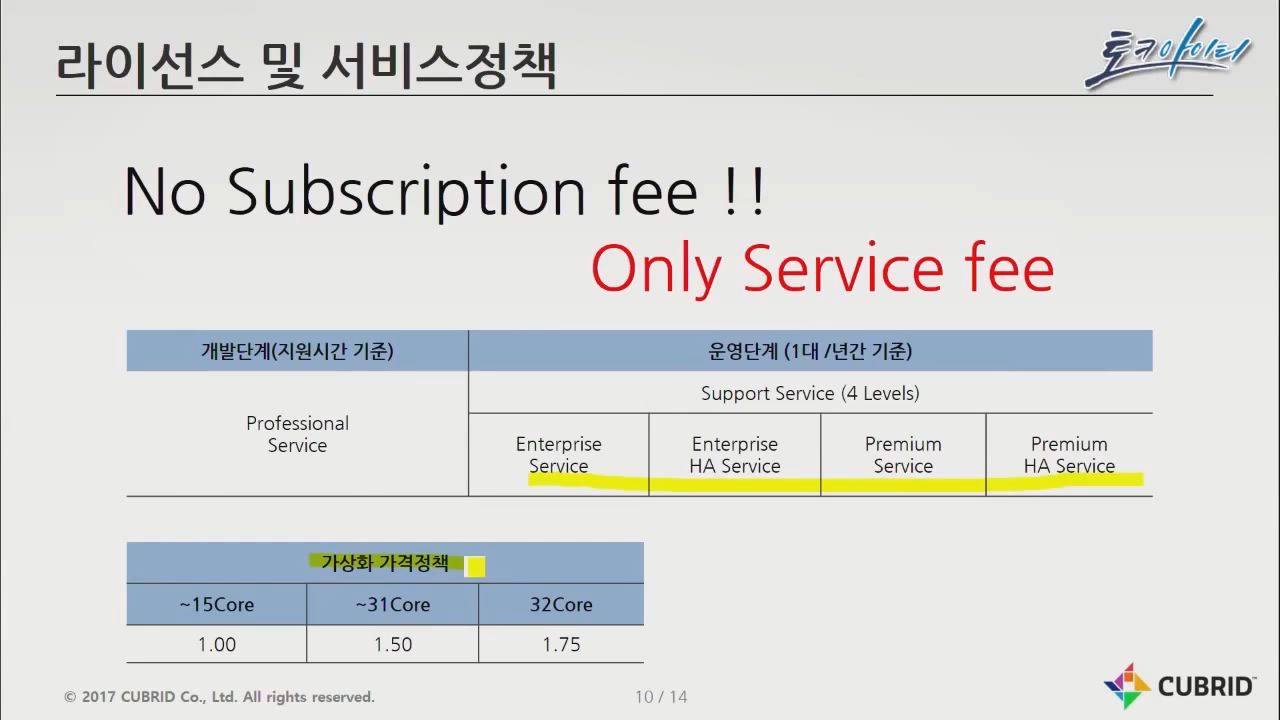 라이선스 및 서비스정책
토키아이티
No Subscription fee !!
Only Service fee
개발단계(지원시간 기준)
운영단계 (1대 /년간 기준)
Support Service (4 Levels)
Professional
Service
Enterprise
Service
Enterprise
HA Service
Premium
Service
Premium
HA Service
가상화 가격정책
~15Core
~31Core
32Core
1.00
1.50
1.75
© 2017 CUBRID Co., Ltd. All rights reserved.
10 / 14
CUBRID™